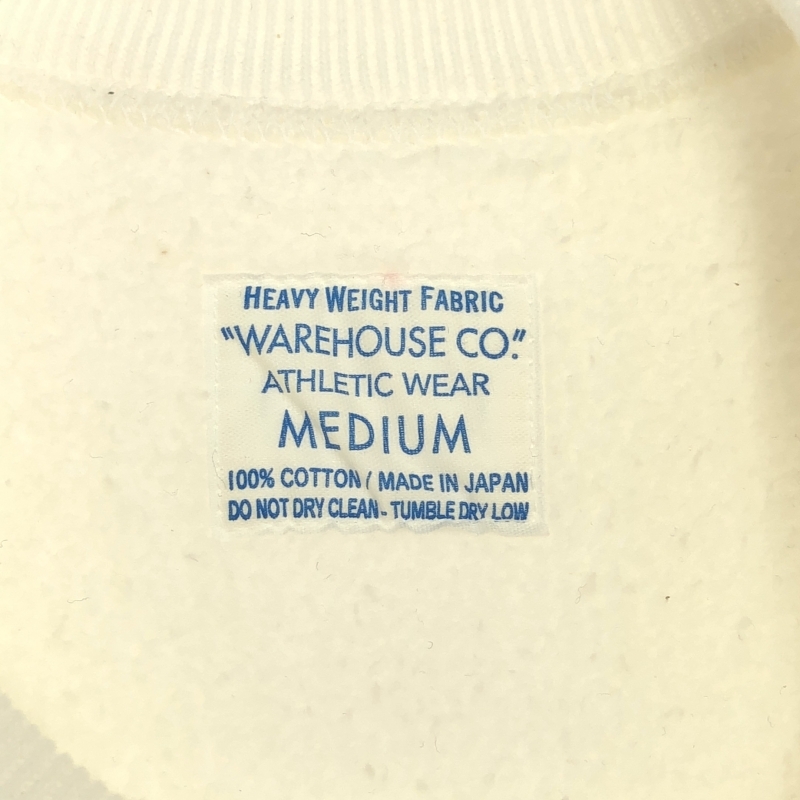 HEAVY WEIGHT FABRIC
"WAREHOUSE CO."
ATHLETIC WEAR
MEDIUM
100% COTTON / MADE IN JAPAN
DO NOT DRY CLEAN - TUMBLE DRY LOW